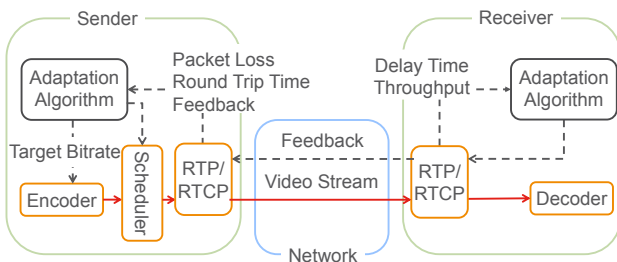 Sender
Receiver
Adaptation
Algorithm
Packet Loss
Round Trip Time
Feedback
Delay Time
Throughput
Adaptation
Algorithm
Target Bitrate
Scheduler
Feedback
RTP/
RTCP
Video Stream
RTP/
RTCP
Encoder
Decoder
Network